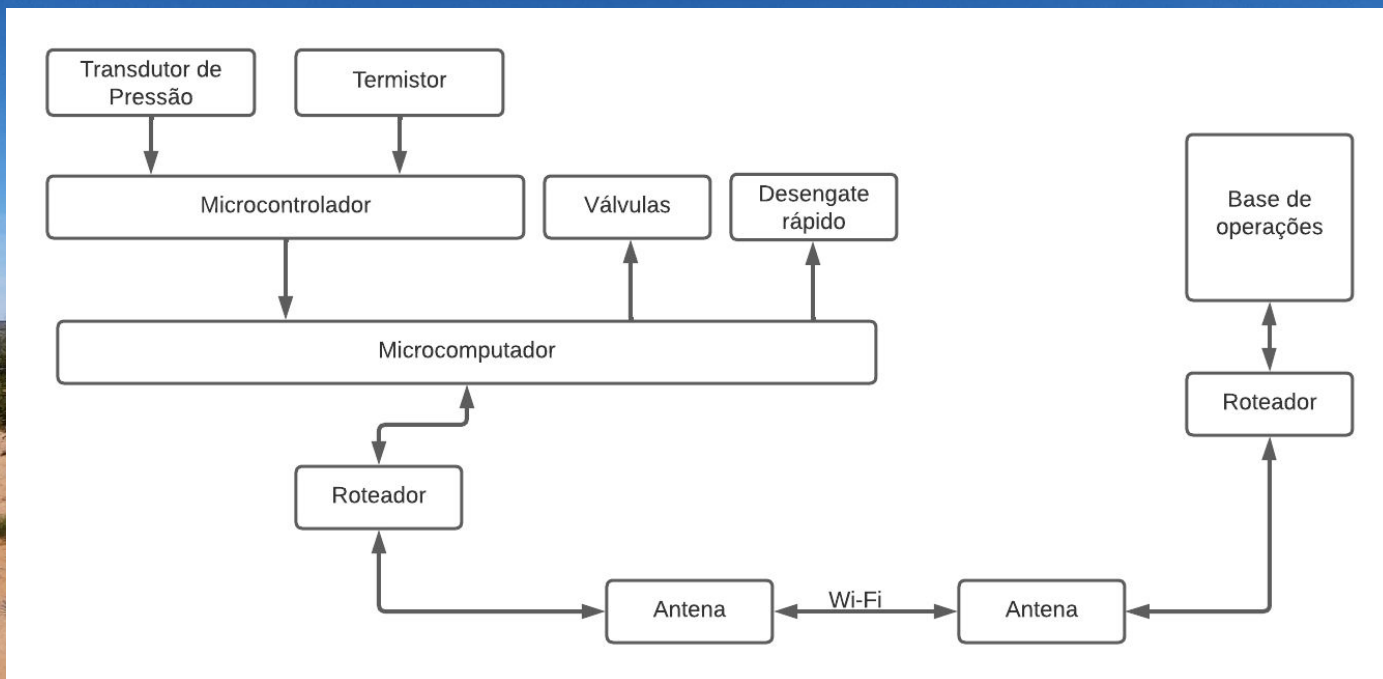 Transdutor de
Pressão
Termistor
Microcontrolador
Válvulas
Desengate
rápido
Base de
operações
Microcomputador
Roteador
Roteador
Antena
Wi-Fi
Antena